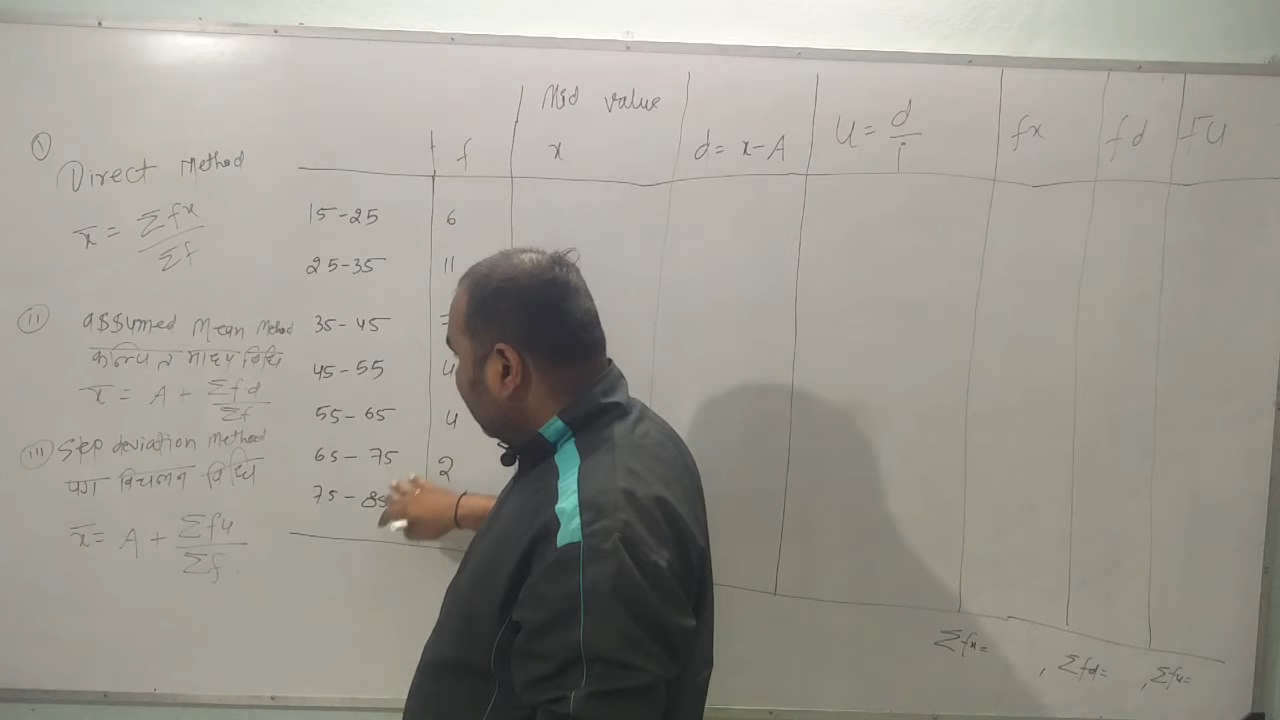 (I)
Direct Method
x̄ = Σfx / Σf
(II) assumed Mean Method
कल्पित माध्य विधि
x̄ = A + Σfd / Σf
(III) Step deviation Method
पग विचलन विधि
x̄ = A + Σfu / Σf
f
Mid value
x
d = x-A
U = d / i
fx
fd
fU
15-25 6
25-35 11
35-45
45-55 4
55-65 4
65-75 2
75-85
Σfx= , Σfd= , Σfu=